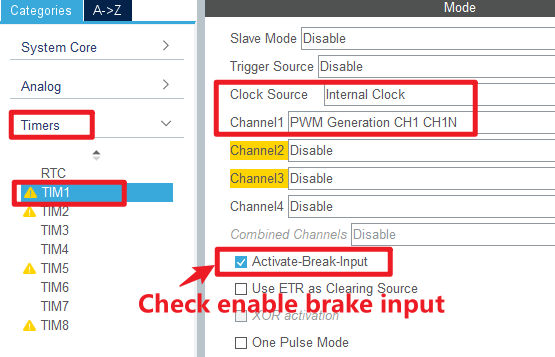 Categories A->Z
System Core
Analog
Timers
RTC
TIM1
TIM2
TIM3
TIM4
TIM5
TIM6
TIM7
TIM8
Mode
Slave Mode Disable
Trigger Source Disable
Clock Source Internal Clock
Channel1 PWM Generation CH1 CH1N
Channel2 Disable
Channel3 Disable
Channel4 Disable
Combined Channels Disable
Activate-Break-Input
Use ETR as Clearing Source
Check enable brake input
XOR activation
One Pulse Mode